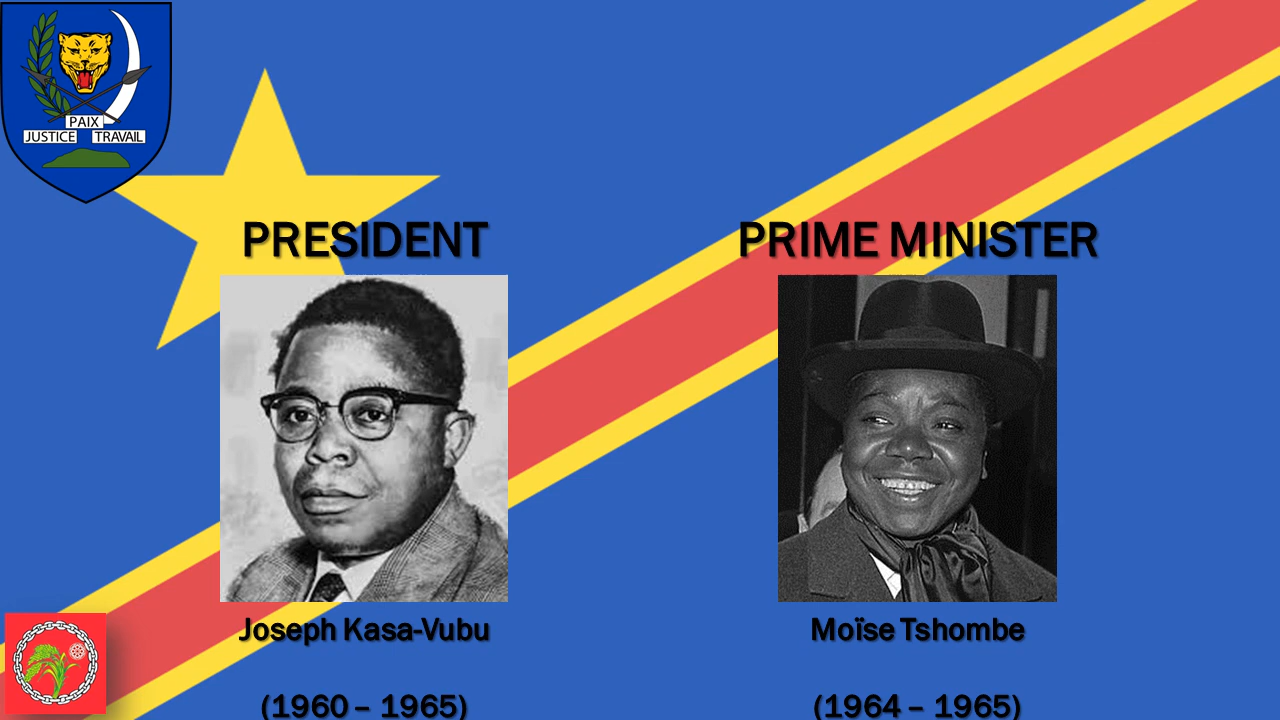 PAIX
JUSTICE TRAVAIL
PRESIDENT
PRIME MINISTER
Joseph Kasa-Vubu
Moïse Tshombe
(1960 – 1965)
(1964 – 1965)